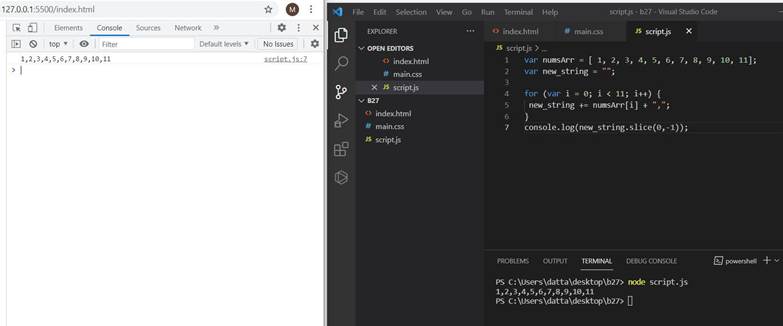 127.0.0.1:5500/index.html
M
Elements Console Sources Network »
top Filter Default levels No Issues
1,2,3,4,5,6,7,8,9,10,11 script.js:7
>
File Edit Selection View Go Run Terminal Help script.js - b27 - Visual Studio Code
EXPLORER ...
OPEN EDITORS
<> index.html
# main.css
× JS script.js
B27
<> index.html
# main.css
JS script.js
<> index.html # main.css JS script.js ×
JS script.js > ...
1 var numsArr = [ 1, 2, 3, 4, 5, 6, 7, 8, 9, 10, 11];
2 var new_string = "";
3
4 for (var i = 0; i < 11; i++) {
5 new_string += numsArr[i] + ",";
6 }
7 console.log(new_string.slice(0,-1));
PROBLEMS OUTPUT TERMINAL DEBUG CONSOLE powershell
PS C:\Users\datta\desktop\b27> node script.js
1,2,3,4,5,6,7,8,9,10,11
PS C:\Users\datta\desktop\b27>